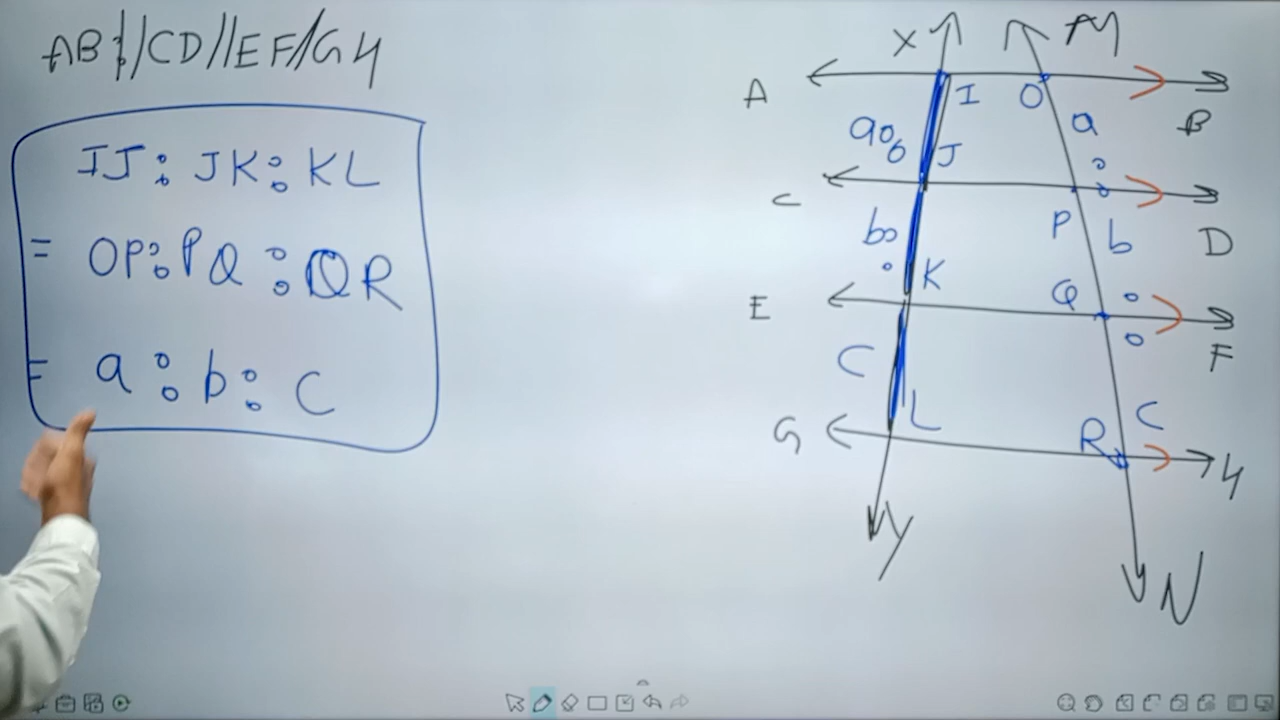 AB//CD//EF//GH
IJ : JK : KL
= OP : PQ : QR
= a : b : c
X M
A I O B
a : J a :
C P b D
b : K Q : F
E
C L R C
G H
Y N